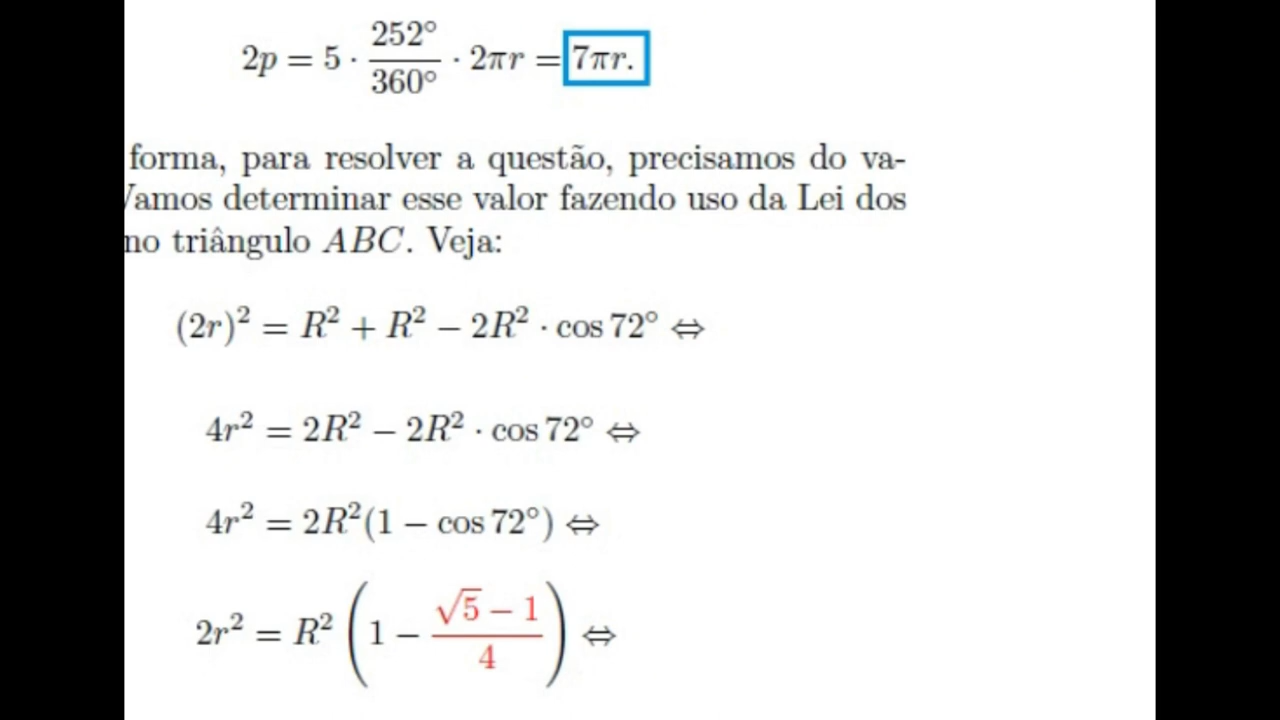 2p = 5 · 252°/360° · 2πr = 7πr.
forma, para resolver a questão, precisamos do va-
Vamos determinar esse valor fazendo uso da Lei dos
no triângulo ABC. Veja:
(2r)² = R² + R² − 2R² · cos 72° ⇔
4r² = 2R² − 2R² · cos 72° ⇔
4r² = 2R²(1 − cos 72°) ⇔
2r² = R² (1 − (√5 − 1)/4) ⇔